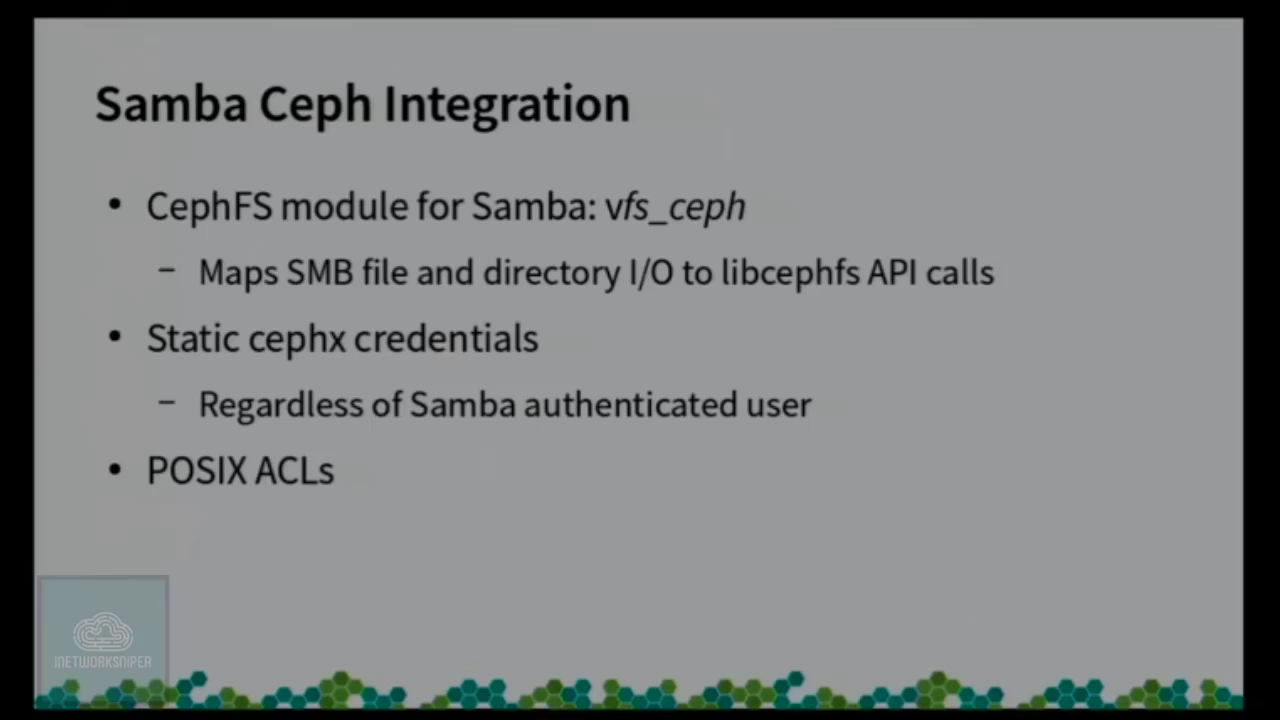 Samba Ceph Integration
• CephFS module for Samba: vfs_ceph
– Maps SMB file and directory I/O to libcephfs API calls
• Static cephx credentials
– Regardless of Samba authenticated user
• POSIX ACLs
INETWORKSNIPER